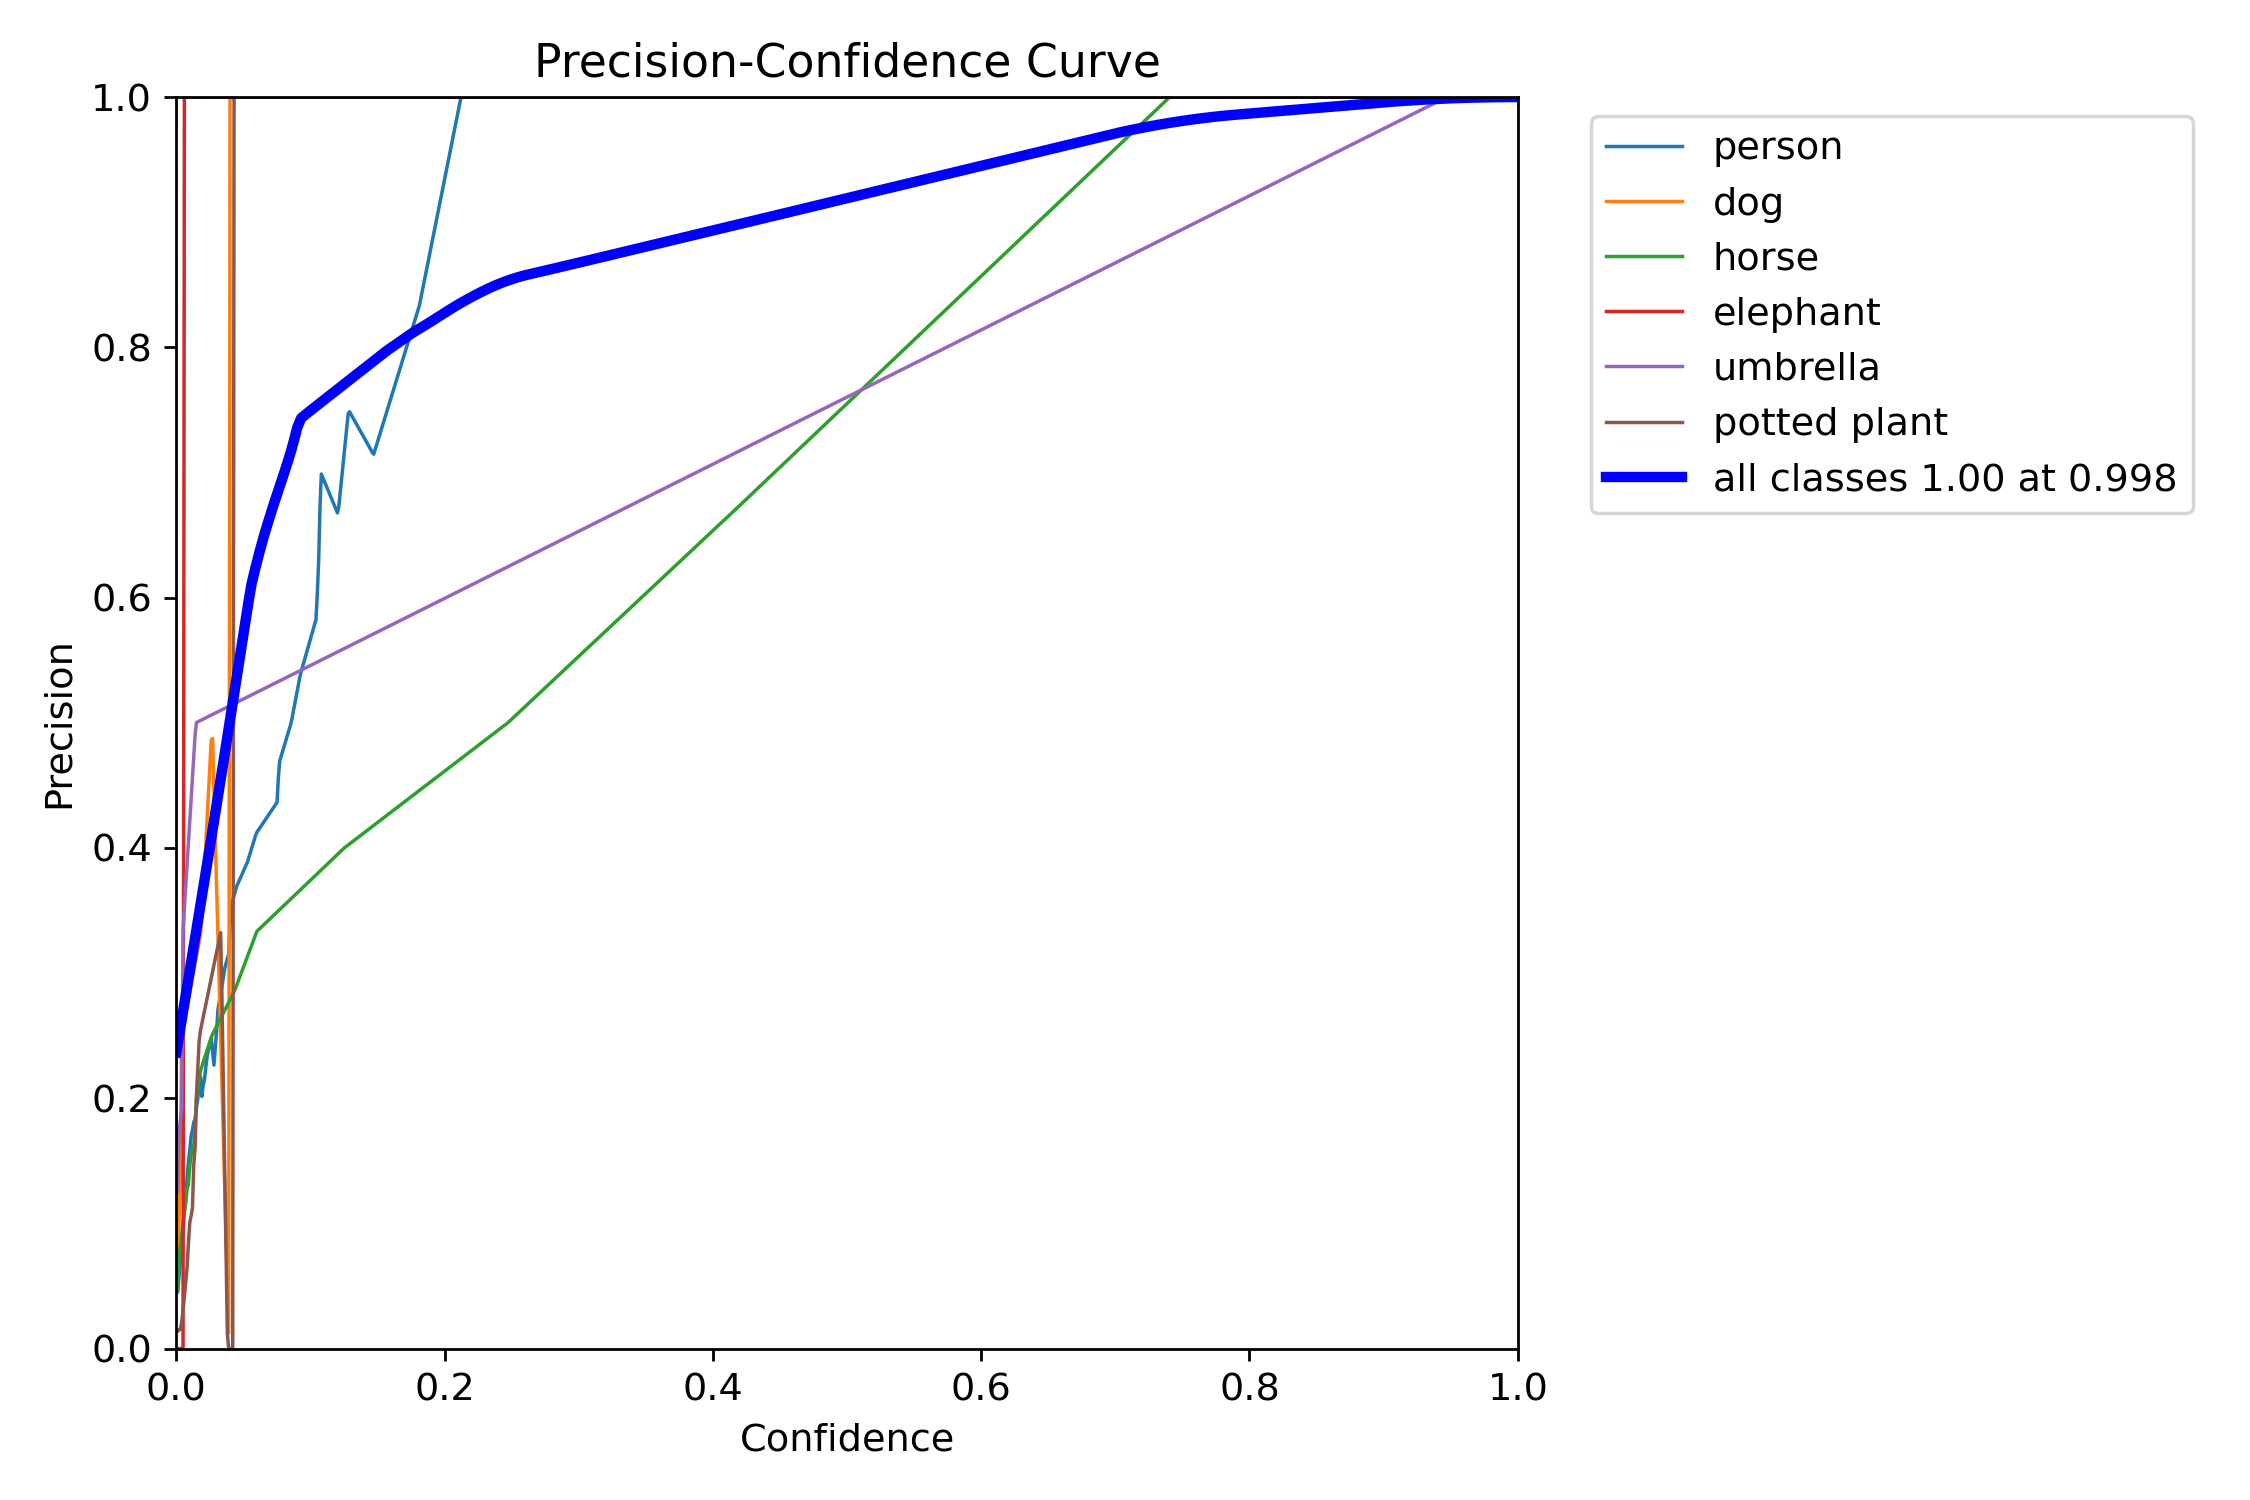 Precision-Confidence Curve
1.0
0.8
0.6
0.4
0.2
0.0
Precision
0.0 0.2 0.4 0.6 0.8 1.0
Confidence
person
dog
horse
elephant
umbrella
potted plant
all classes 1.00 at 0.998